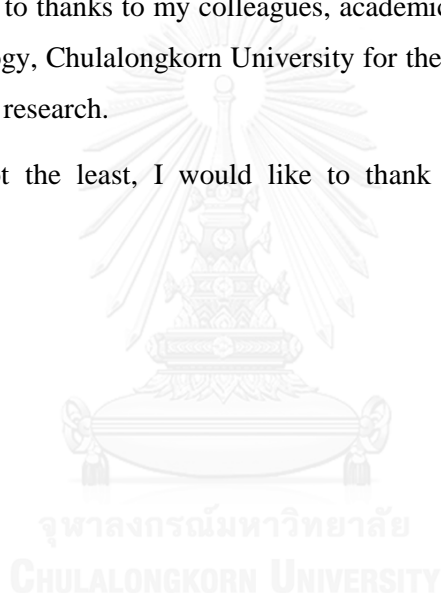 to thanks to my colleagues, academic
ogy, Chulalongkorn University for the
research.
t the least, I would like to thank
จุฬาลงกรณ์มหาวิทยาลัย
CHULALONGKORN UNIVERSITY